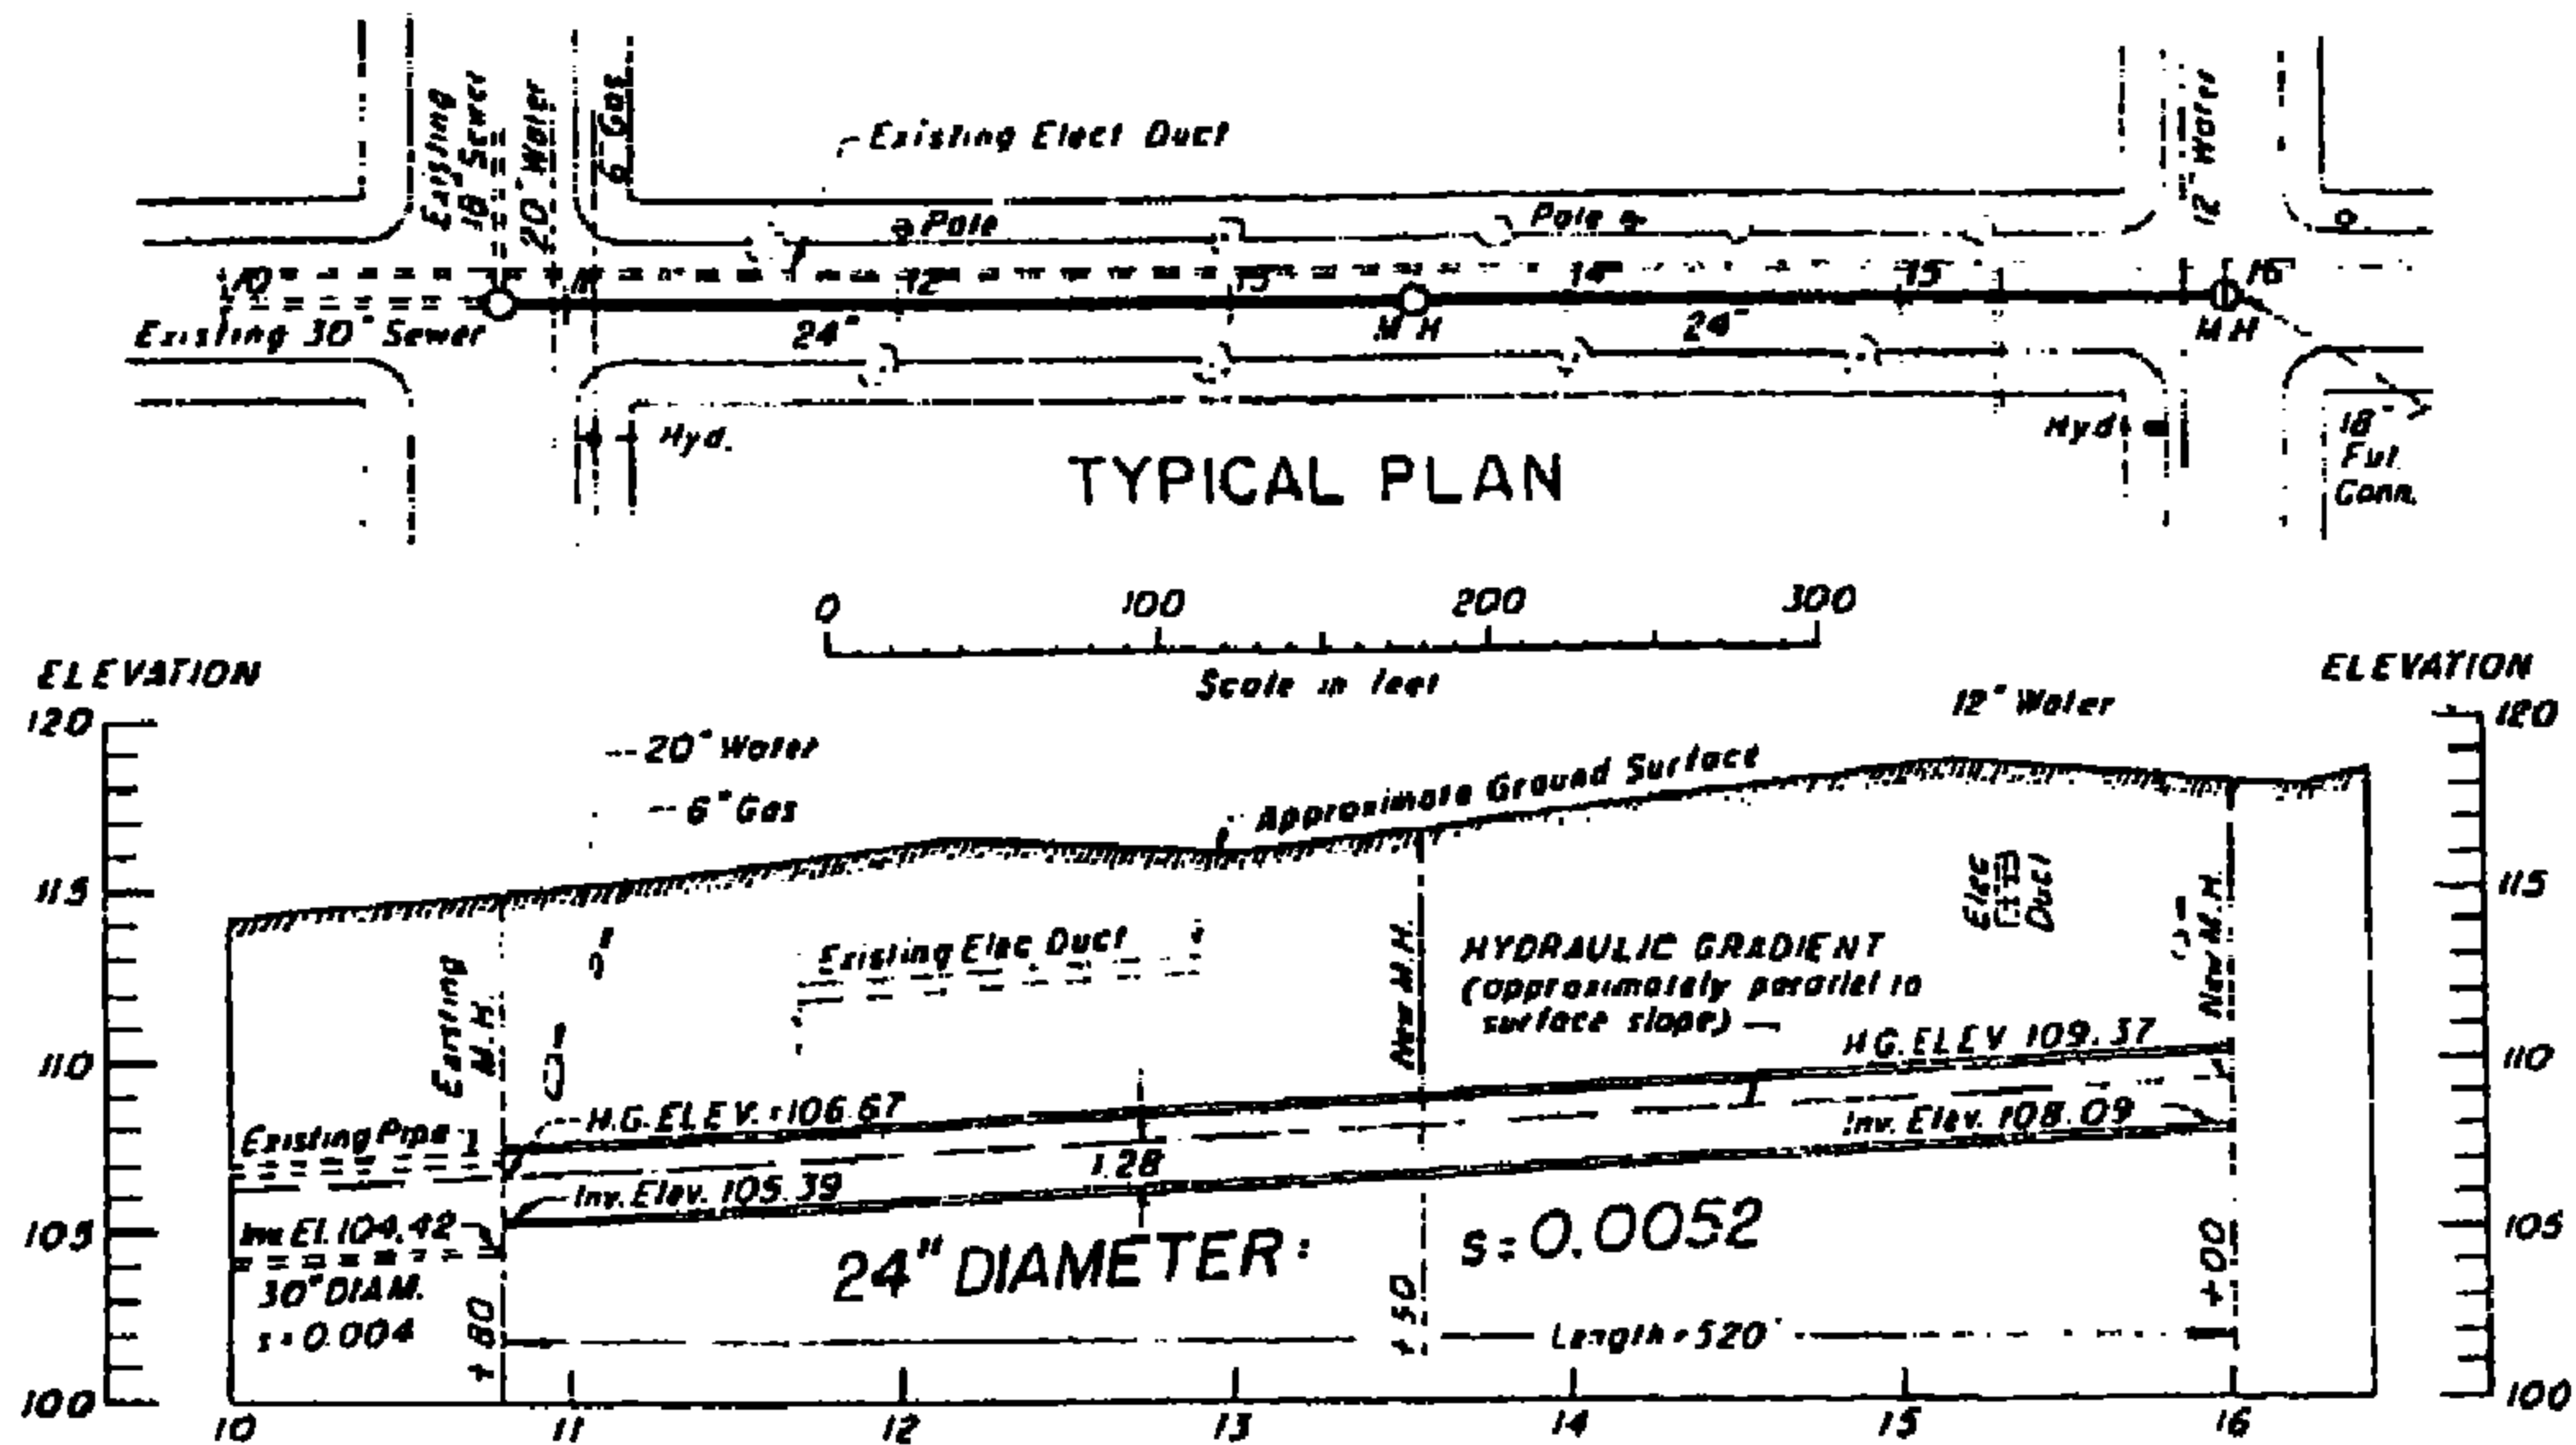 Existing
18" Sewer
20" Water
6" Gas
Existing Elect Duct
12" Water
Pole
Pole
10
11
12
13
14
15
16
Existing 30" Sewer
24"
M H
24"
M H
Hyd.
Hyd
18"
Fut.
Conn.
TYPICAL PLAN
0 100 200 300
Scale in feet
ELEVATION
ELEVATION
120
115
110
105
100
120
115
110
105
100
20" Water
6" Gas
12" Water
Approximate Ground Surface
Existing
M.H.
Existing Elec Duct
New M.H.
HYDRAULIC GRADIENT
(approximately parallel to
surface slope)
Elec
Duct
New M.H.
H.G. ELEV 109.37
H.G. ELEV. = 106.67
Existing Pipe
Inv. Elev. 108.09
1.28
Inv. Elev. 105.39
Inv. El. 104.42
30" DIAM.
s = 0.004
24" DIAMETER:
s = 0.0052
+ 80
+ 50
+ 00
Length = 520'
10 11 12 13 14 15 16